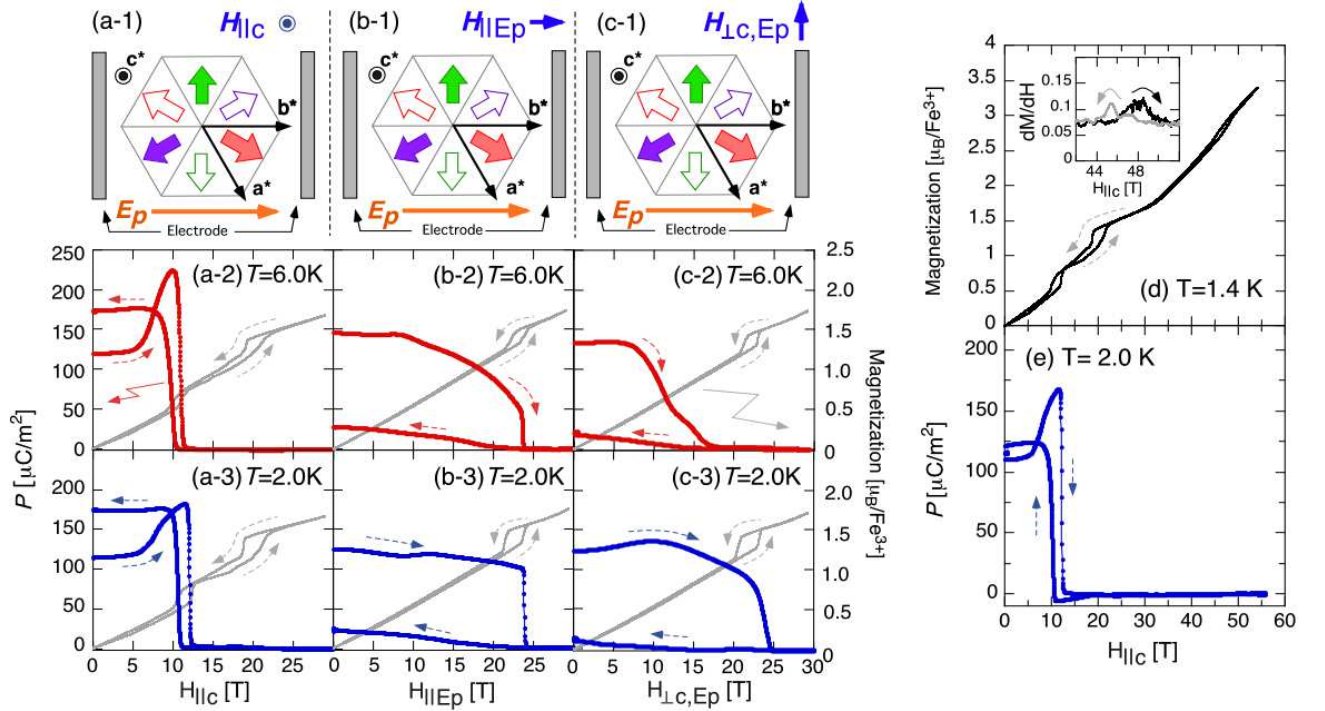 (a-1) H||c
(b-1) H||Ep
(c-1) H⊥c,Ep
c* b* a*
c* b* a*
c* b* a*
Ep Electrode
Ep Electrode
Ep Electrode
250
200
150
100
50
0
200
150
100
50
0
P [μC/m²]
(a-2) T=6.0K
(b-2) T=6.0K
(c-2) T=6.0K
2.5
2.0
1.5
1.0
0.5
0
2.0
1.5
1.0
0.5
0
Magnetization [μB/Fe3+]
(a-3) T=2.0K
(b-3) T=2.0K
(c-3) T=2.0K
0 5 10 15 20 25
0 5 10 15 20 25
0 5 10 15 20 25 30
H||c [T]
H||Ep [T]
H⊥c,Ep [T]
4
3.5
3
2.5
2
1.5
1
0.5
0
Magnetization [μB/Fe3+]
0.15
0.10
0.05
0
dM/dH
44 48
H||c [T]
(d) T=1.4 K
(e) T= 2.0 K
200
150
100
50
0
P [μC/m²]
0 10 20 30 40 50 60
H||c [T]